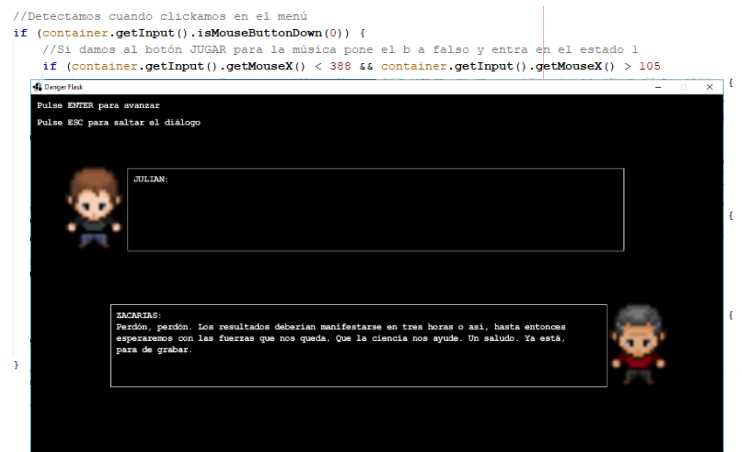 //Detectamos cuando clickamos en el menú
if (container.getInput().isMouseButtonDown(0)) {
//Si damos al botón JUGAR para la música pone el b a falso y entra en el estado 1
if (container.getInput().getMouseX() < 388 && container.getInput().getMouseX() > 105
{
Danger Flask
Pulse ENTER para avanzar
Pulse ESC para saltar el diálogo
JULIAN:
{
ZACARIAS:
Perdón, perdón. Los resultados deberían manifestarse en tres horas o así, hasta entonces
esperaremos con las fuerzas que nos queda. Que la ciencia nos ayude. Un saludo. Ya está,
para de grabar.
{
}